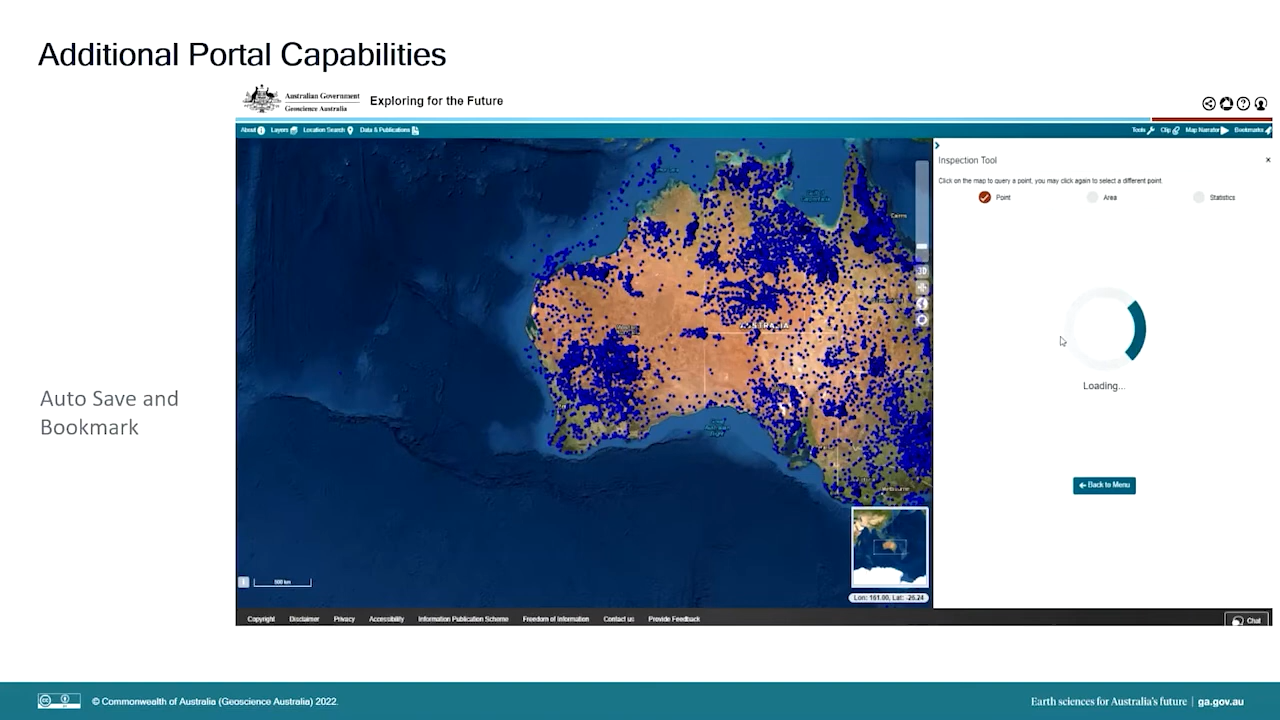 Additional Portal Capabilities
Australian Government
Geoscience Australia
Exploring for the Future
About
Layers
Location Search
Data & Publications
Tools
Clip
Map Narrator
Bookmarks
Inspection Tool
Click on the map to query a point, you may click again to select a different point.
Point
Area
Statistics
Cairns
3D
AUSTRALIA
Loading...
Auto Save and
Bookmark
Back to Menu
Melbourne
500 km
Lon: 161.00, Lat: -26.24
Copyright
Disclaimer
Privacy
Accessibility
Information Publication Scheme
Freedom of Information
Contact us
Provide Feedback
Chat
© Commonwealth of Australia (Geoscience Australia) 2022.
Earth sciences for Australia's future | ga.gov.au